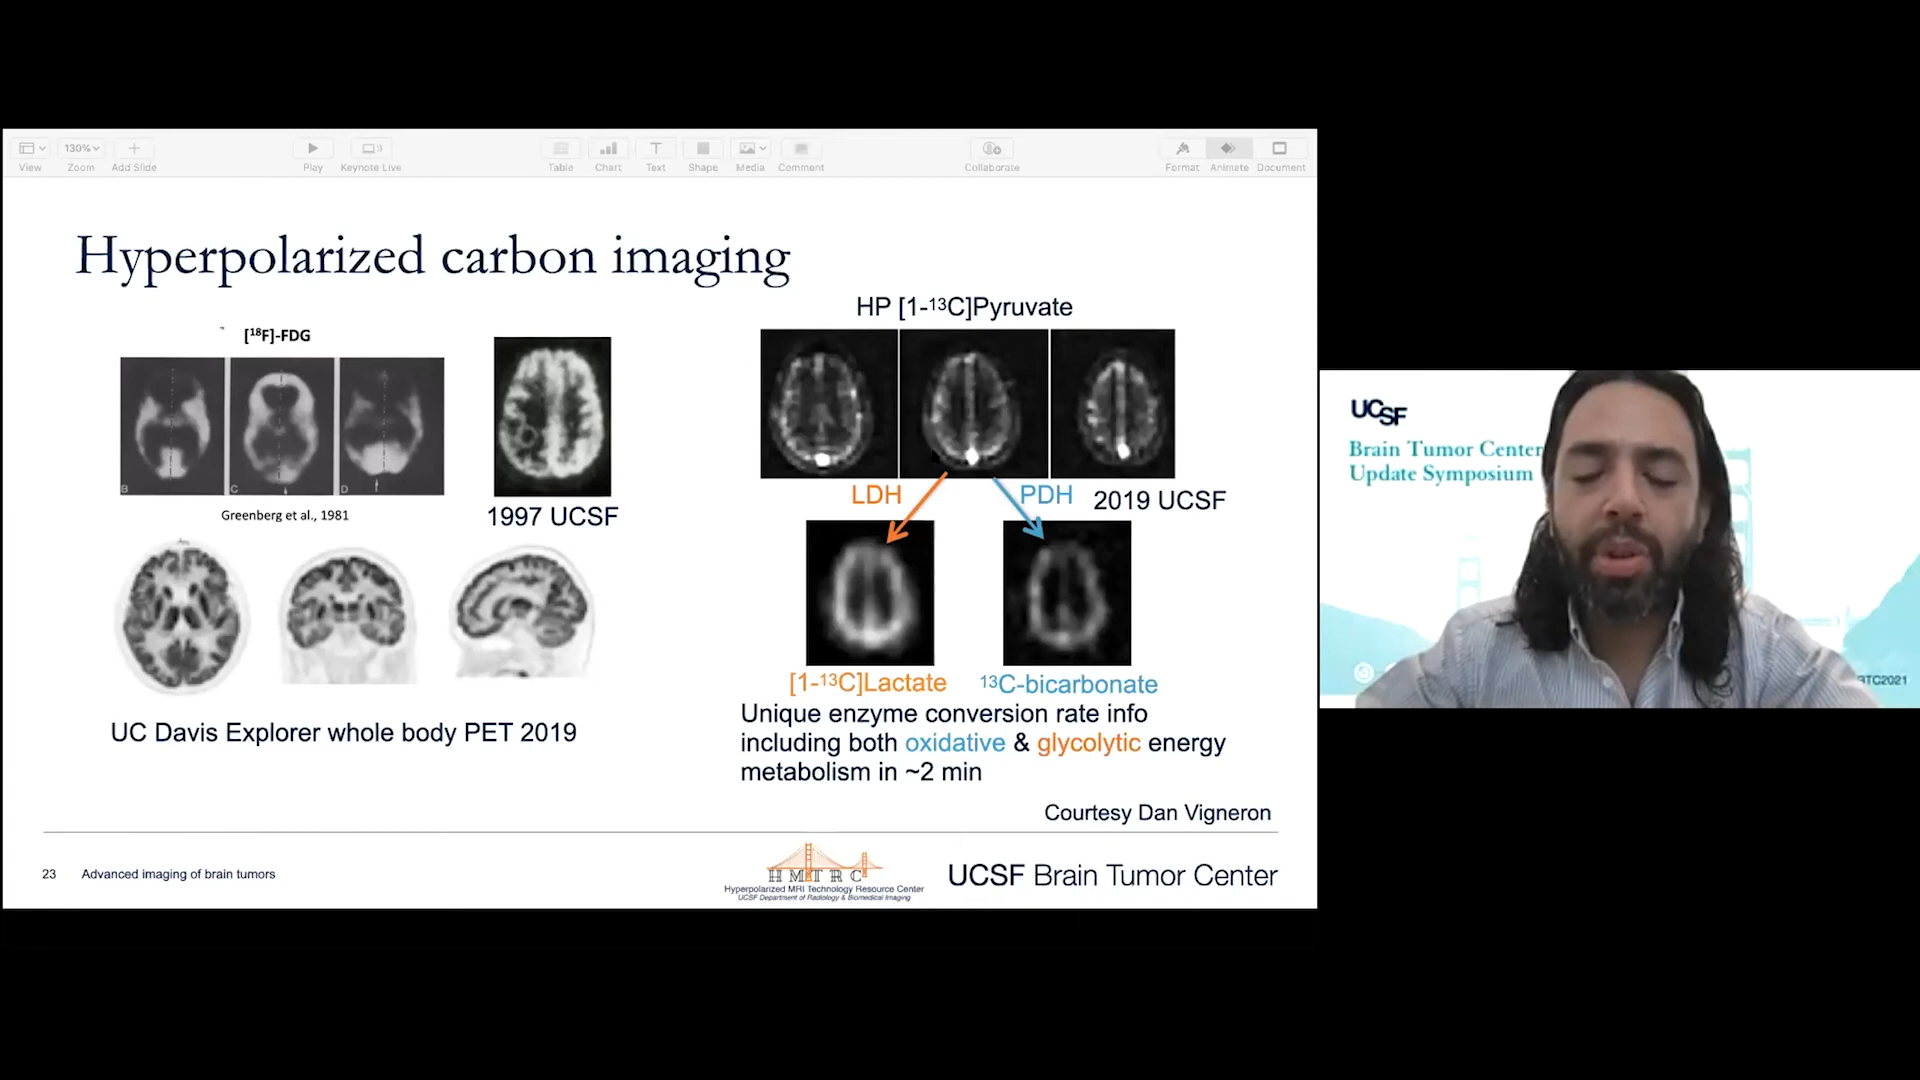 130%
View
Zoom
Add Slide
Play
Keynote Live
Table
Chart
Text
Shape
Media
Comment
Collaborate
Format
Animate
Document
Hyperpolarized carbon imaging
[18F]-FDG
B
C
D
Greenberg et al., 1981
1997 UCSF
UC Davis Explorer whole body PET 2019
HP [1-13C]Pyruvate
LDH
PDH
2019 UCSF
[1-13C]Lactate
13C-bicarbonate
Unique enzyme conversion rate info
including both oxidative & glycolytic energy
metabolism in ~2 min
Courtesy Dan Vigneron
23
Advanced imaging of brain tumors
HMTRC
Hyperpolarized MRI Technology Resource Center
UCSF Department of Radiology & Biomedical Imaging
UCSF Brain Tumor Center
UCSF
Brain Tumor Center
Update Symposium
BTC2021